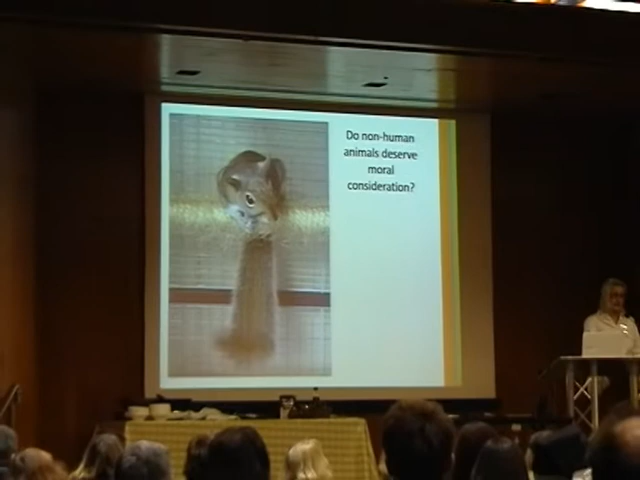 Do non-human
animals deserve
moral
consideration?